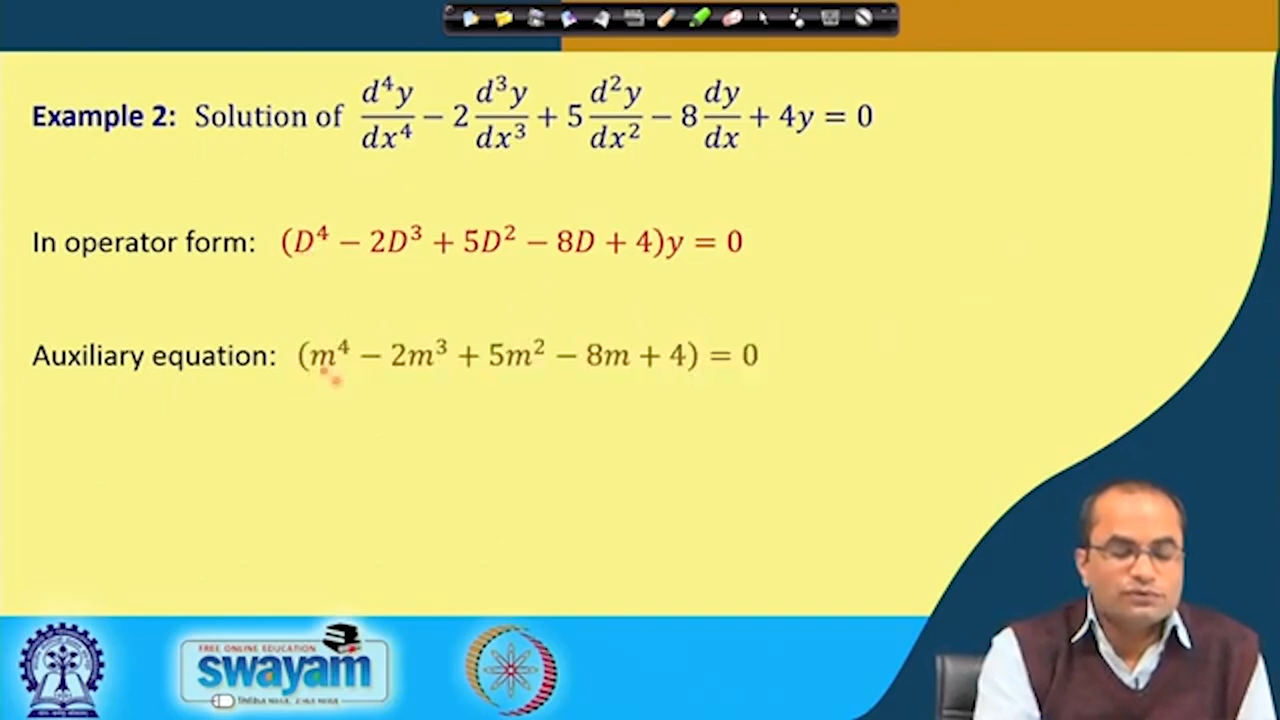 Example 2: Solution of d⁴y/dx⁴ − 2 d³y/dx³ + 5 d²y/dx² − 8 dy/dx + 4y = 0
In operator form: (D⁴ − 2D³ + 5D² − 8D + 4)y = 0
Auxiliary equation: (m⁴ − 2m³ + 5m² − 8m + 4) = 0
FREE ONLINE EDUCATION
swayam